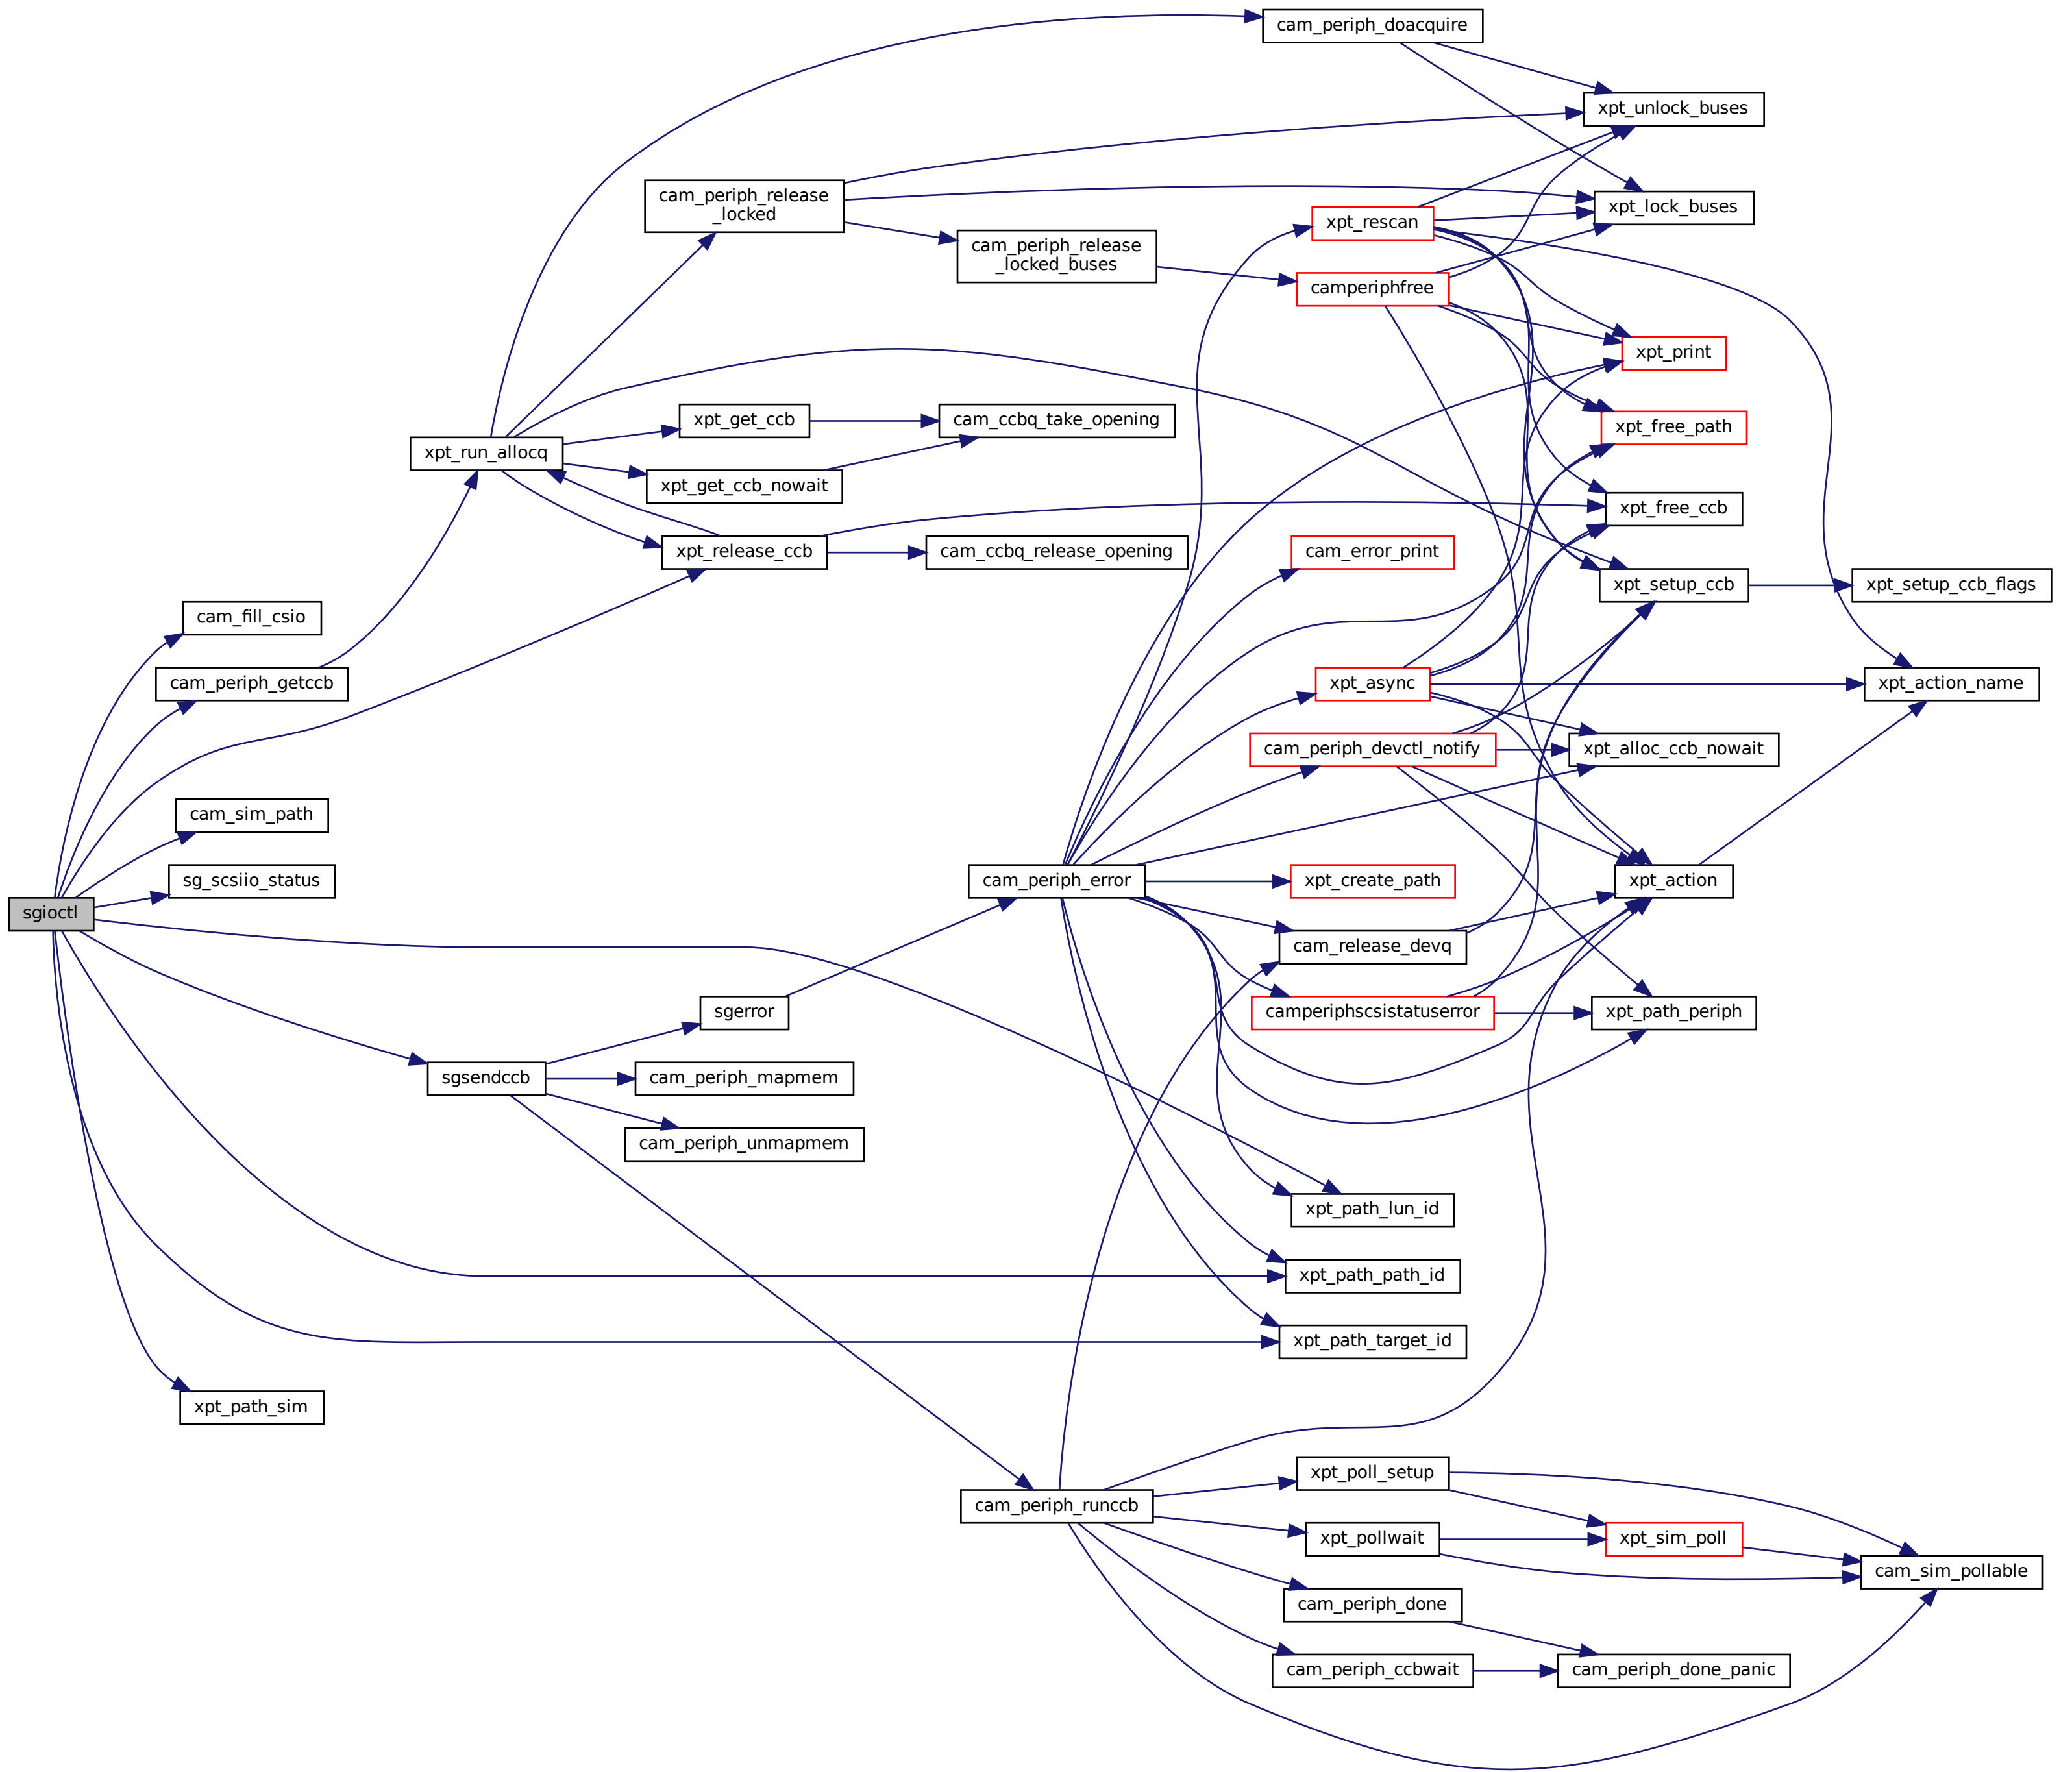 cam_periph_doacquire
xpt_unlock_buses
cam_periph_release
_locked
xpt_lock_buses
xpt_rescan
cam_periph_release
_locked_buses
camperiphfree
xpt_print
xpt_get_ccb
cam_ccbq_take_opening
xpt_free_path
xpt_run_allocq
xpt_get_ccb_nowait
xpt_free_ccb
xpt_release_ccb
cam_ccbq_release_opening
cam_error_print
xpt_setup_ccb
xpt_setup_ccb_flags
cam_fill_csio
cam_periph_getccb
xpt_async
xpt_action_name
cam_periph_devctl_notify
xpt_alloc_ccb_nowait
cam_sim_path
sg_scsiio_status
cam_periph_error
xpt_create_path
xpt_action
sgioctl
cam_release_devq
sgerror
camperiphscsistatuserror
xpt_path_periph
sgsendccb
cam_periph_mapmem
cam_periph_unmapmem
xpt_path_lun_id
xpt_path_path_id
xpt_path_target_id
xpt_path_sim
xpt_poll_setup
cam_periph_runccb
xpt_pollwait
xpt_sim_poll
cam_sim_pollable
cam_periph_done
cam_periph_ccbwait
cam_periph_done_panic